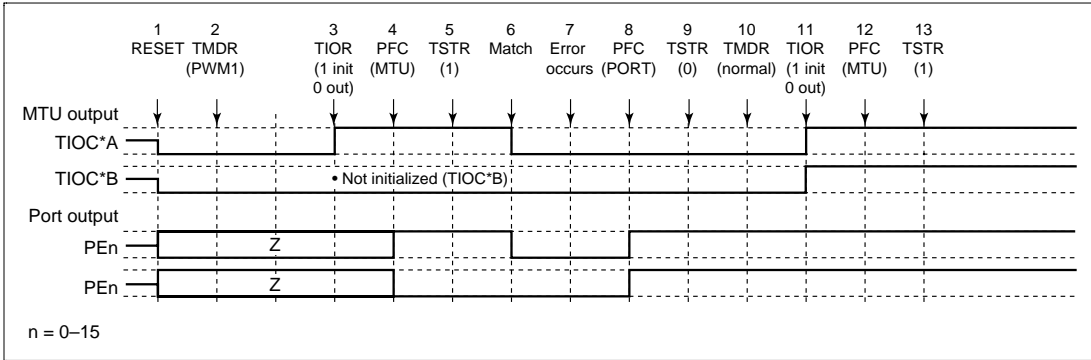 1 2 3 4 5 6 7 8 9 10 11 12 13
RESET TMDR TIOR PFC TSTR Match Error PFC TSTR TMDR TIOR PFC TSTR
(PWM1) (1 init (MTU) (1) occurs (PORT) (0) (normal) (1 init (MTU) (1)
0 out) 0 out)
MTU output
TIOC*A
TIOC*B • Not initialized (TIOC*B)
Port output
PEn Z
PEn Z
n = 0–15